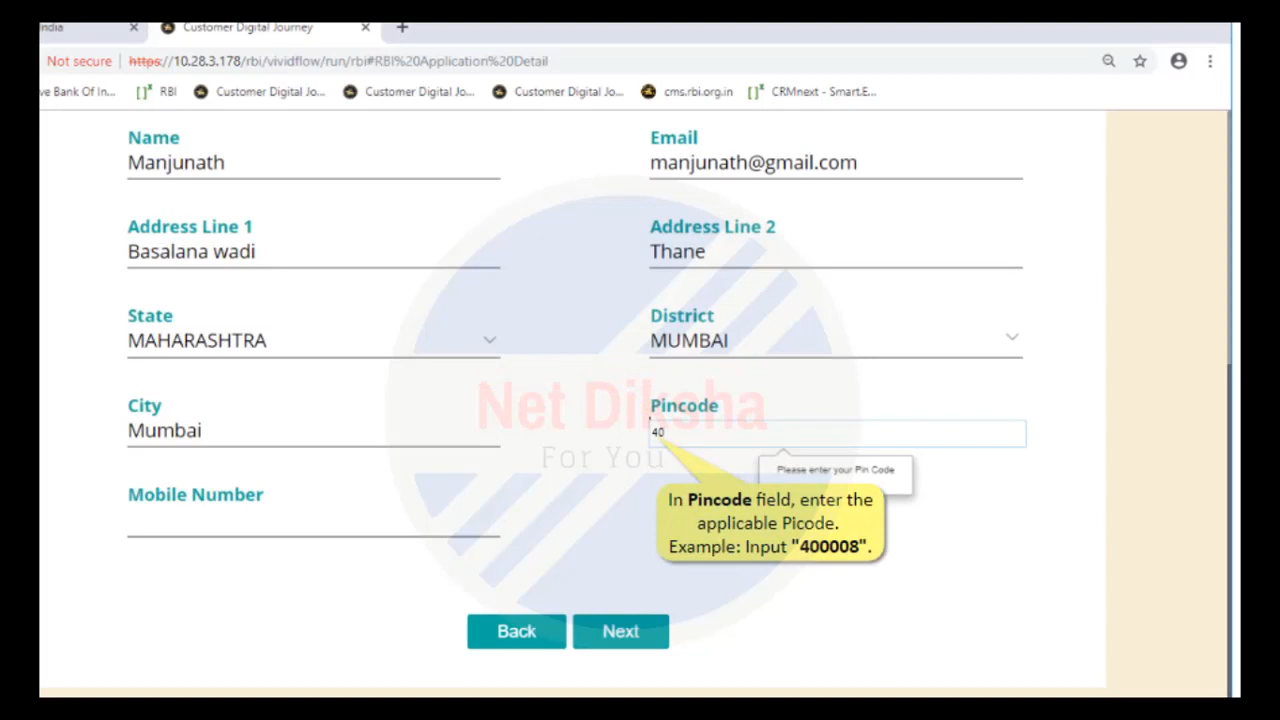 ndia
Customer Digital Journey
Not secure https://10.28.3.178/rbi/vividflow/run/rbi#RBI%20Application%20Detail
ve Bank Of In... RBI Customer Digital Jo... Customer Digital Jo... Customer Digital Jo... cms.rbi.org.in CRMnext - Smart.E...
Name Email
Manjunath manjunath@gmail.com
Address Line 1 Address Line 2
Basalana wadi Thane
State District
MAHARASHTRA MUMBAI
Net Diksha
City Pincode
Mumbai 40
For You
Please enter your Pin Code
Mobile Number
In Pincode field, enter the
applicable Picode.
Example: Input "400008".
Back Next